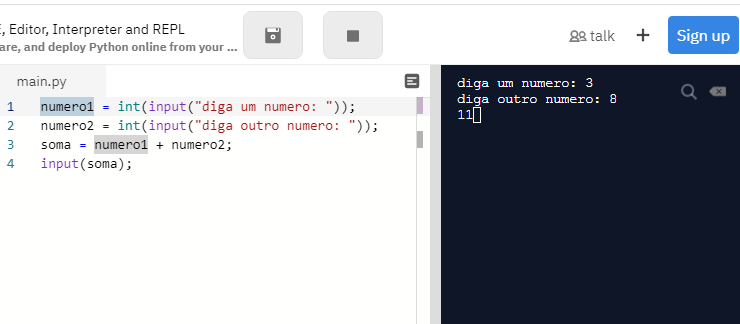 , Editor, Interpreter and REPL
are, and deploy Python online from your ...
talk
+
Sign up
main.py
1 numero1 = int(input("diga um numero: "));
2 numero2 = int(input("diga outro numero: "));
3 soma = numero1 + numero2;
4 input(soma);
diga um numero: 3
diga outro numero: 8
11